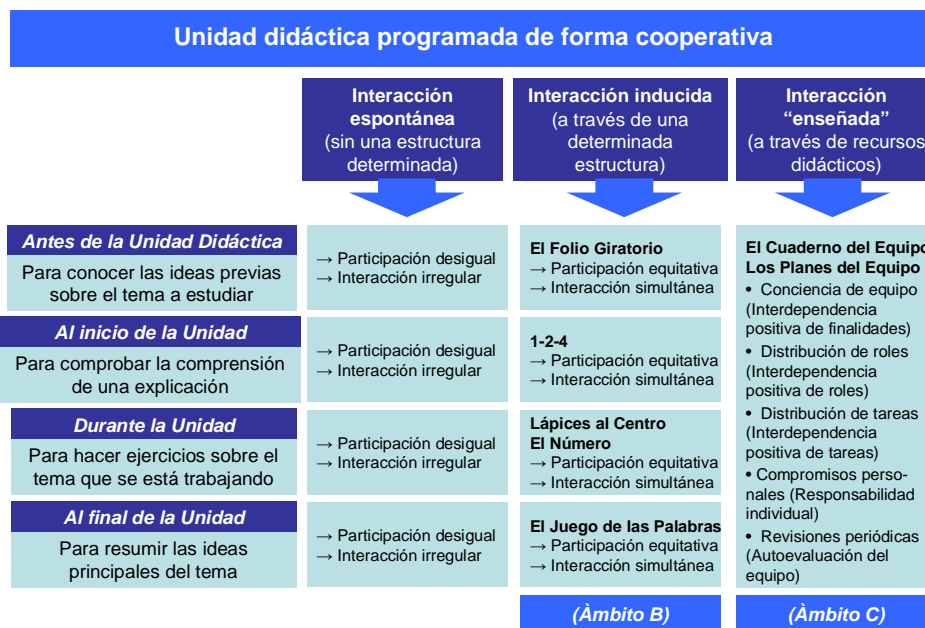 Unidad didáctica programada de forma cooperativa
Interacción
espontánea
(sin una estructura
determinada)
Interacción inducida
(a través de una
determinada
estructura)
Interacción
“enseñada”
(a través de recursos
didácticos)
Antes de la Unidad Didáctica
Para conocer las ideas previas
sobre el tema a estudiar
→ Participación desigual
→ Interacción irregular
El Folio Giratorio
→ Participación equitativa
→ Interacción simultánea
Al inicio de la Unidad
Para comprobar la comprensión
de una explicación
→ Participación desigual
→ Interacción irregular
1-2-4
→ Participación equitativa
→ Interacción simultánea
Durante la Unidad
Para hacer ejercicios sobre el
tema que se está trabajando
→ Participación desigual
→ Interacción irregular
Lápices al Centro
El Número
→ Participación equitativa
→ Interacción simultánea
Al final de la Unidad
Para resumir las ideas
principales del tema
→ Participación desigual
→ Interacción irregular
El Juego de las Palabras
→ Participación equitativa
→ Interacción simultánea
El Cuaderno del Equipo
Los Planes del Equipo
• Conciencia de equipo
(Interdependencia
positiva de finalidades)
• Distribución de roles
(Interdependencia
positiva de roles)
• Distribución de tareas
(Interdependencia
positiva de tareas)
• Compromisos perso-
nales (Responsabilidad
individual)
• Revisiones periódicas
(Autoevaluación del
equipo)
(Àmbito B)
(Àmbito C)